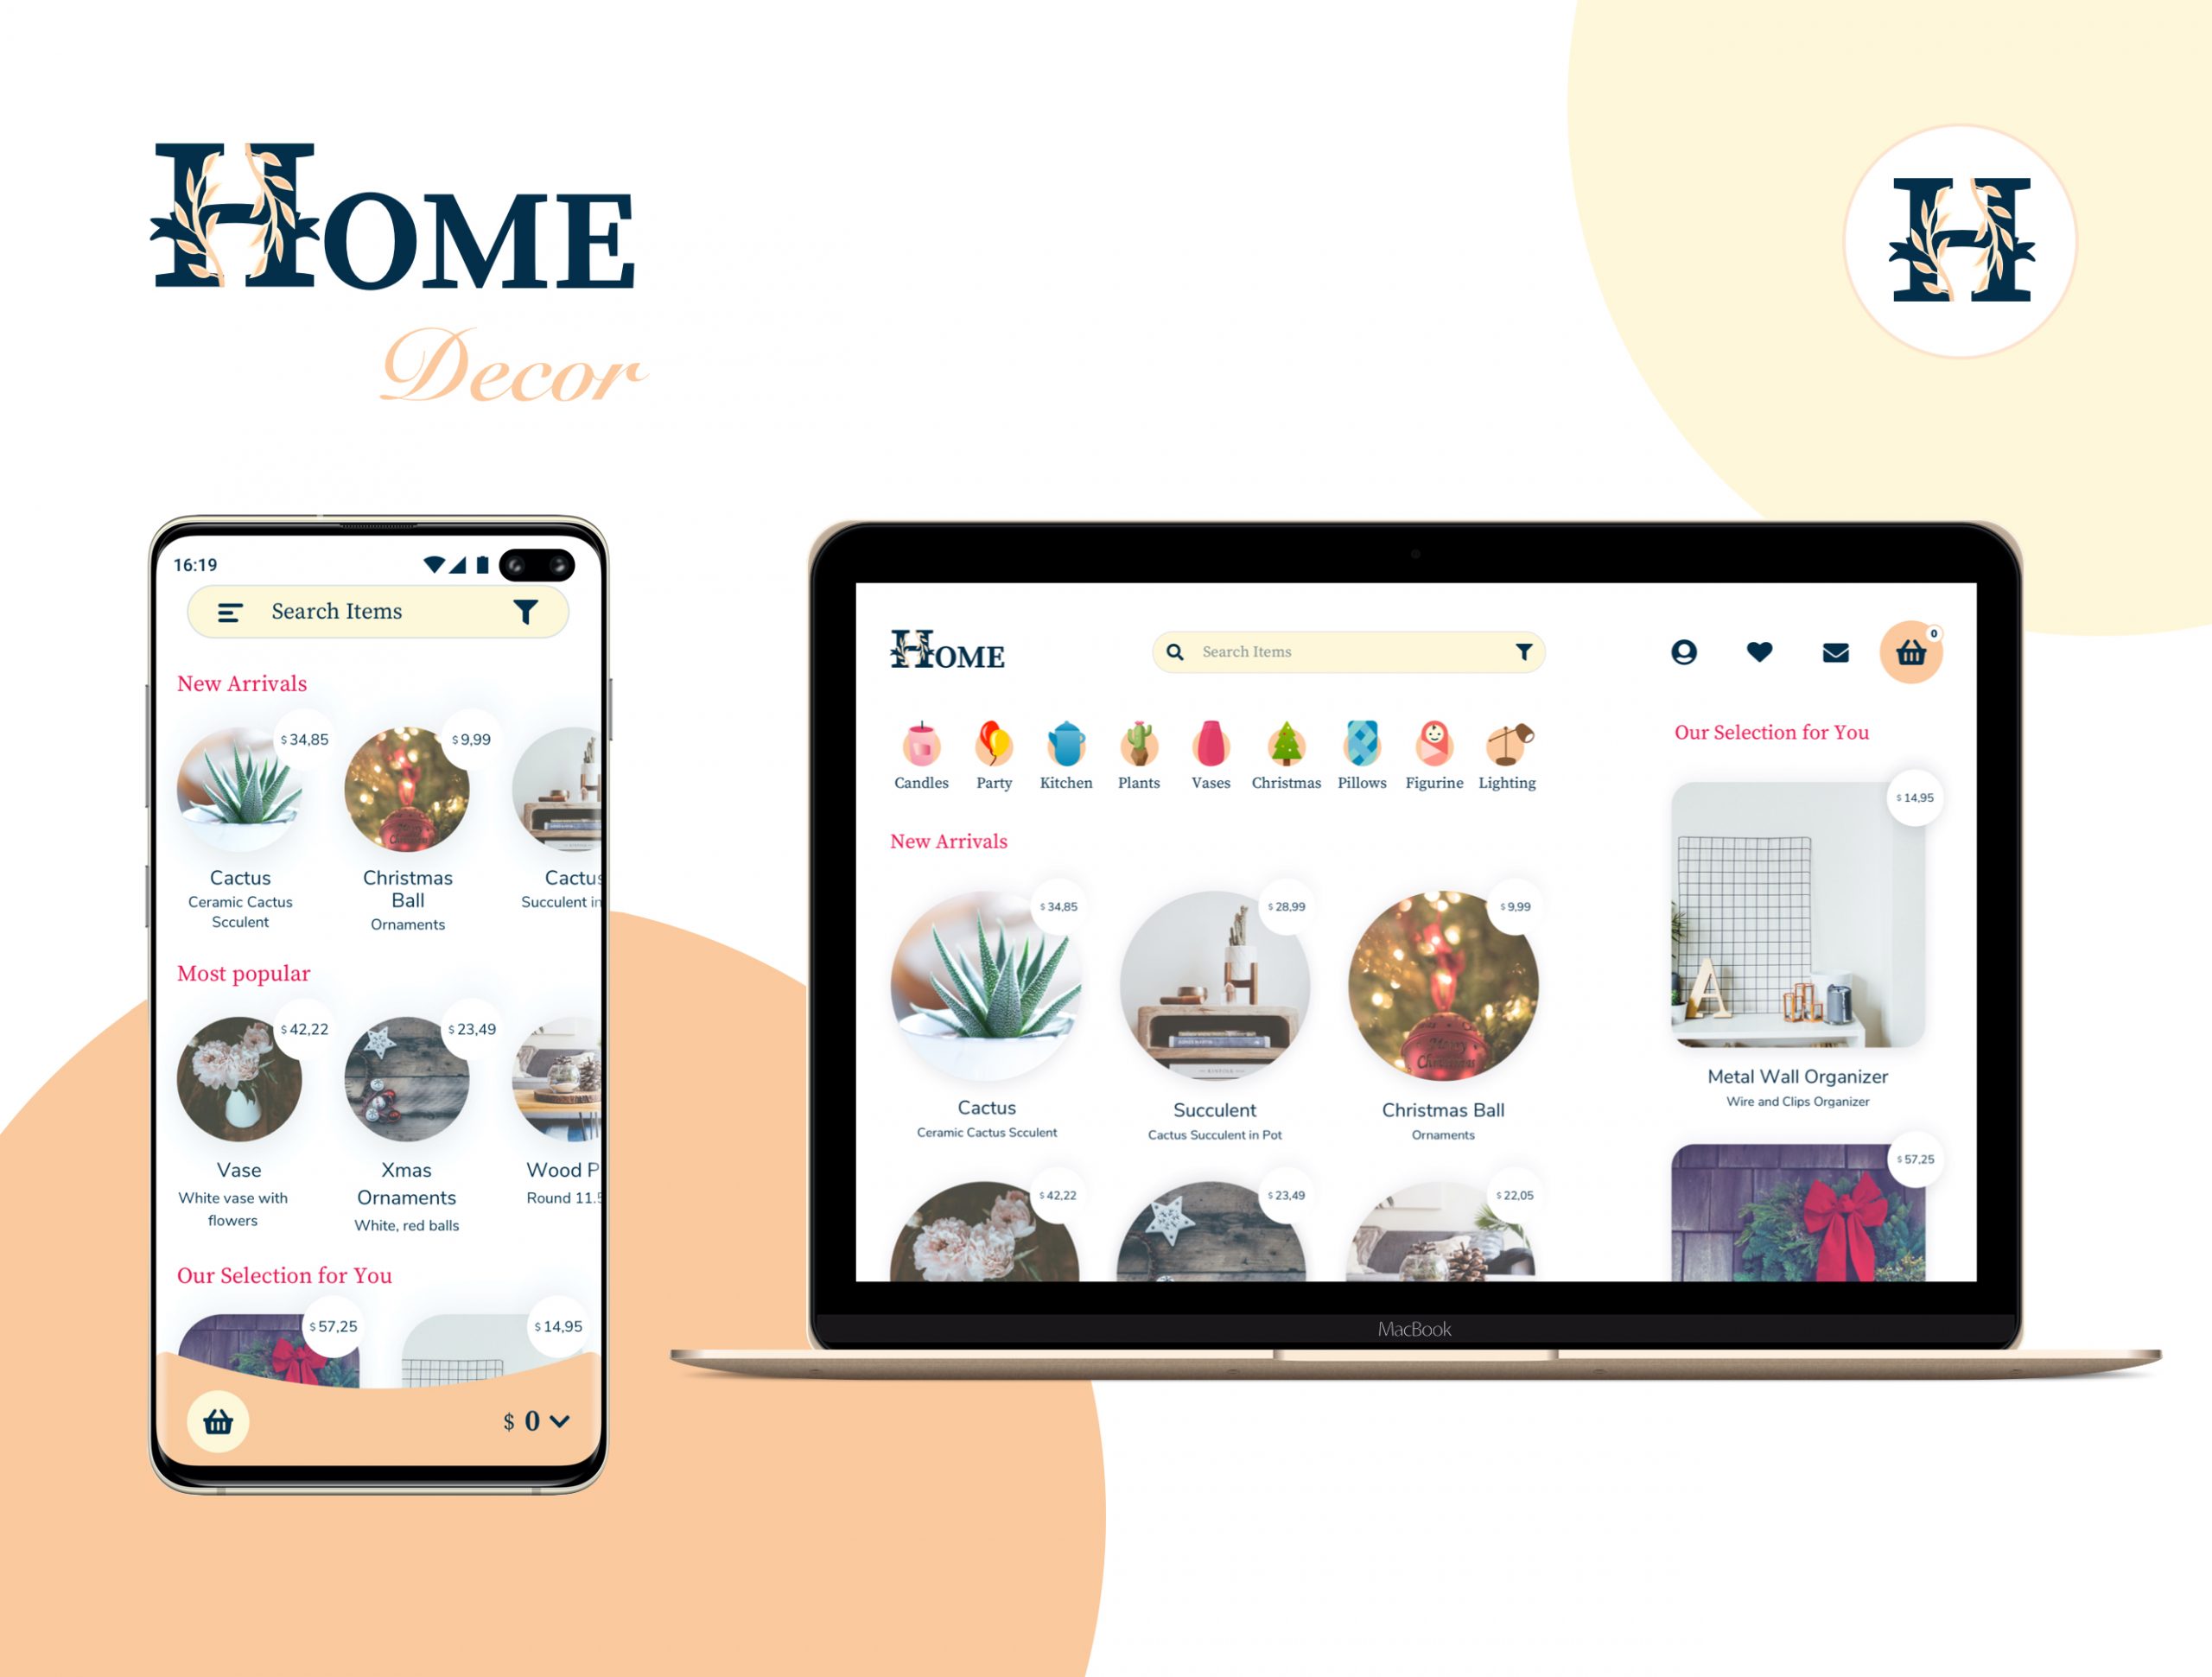 HOME
Decor
H
16:19
Search Items
New Arrivals
$ 34,85
$ 9,99
Cactus
Ceramic Cactus
Scculent
Christmas
Ball
Ornaments
Cactus
Succulent in
Most popular
$ 42,22
$ 23,49
Vase
White vase with
flowers
Xmas
Ornaments
White, red balls
Wood P
Round 11.5
Our Selection for You
$ 57,25
$ 14,95
$ 0
HOME
Search Items
0
Candles
Party
Kitchen
Plants
Vases
Christmas
Pillows
Figurine
Lighting
New Arrivals
$ 34,85
$ 28,99
$ 9,99
Merry
Christmas
KINFOLK
Cactus
Ceramic Cactus Scculent
Succulent
Cactus Succulent in Pot
Christmas Ball
Ornaments
$ 42,22
$ 23,49
$ 22,05
Our Selection for You
$ 14,95
A
Metal Wall Organizer
Wire and Clips Organizer
$ 57,25
MacBook